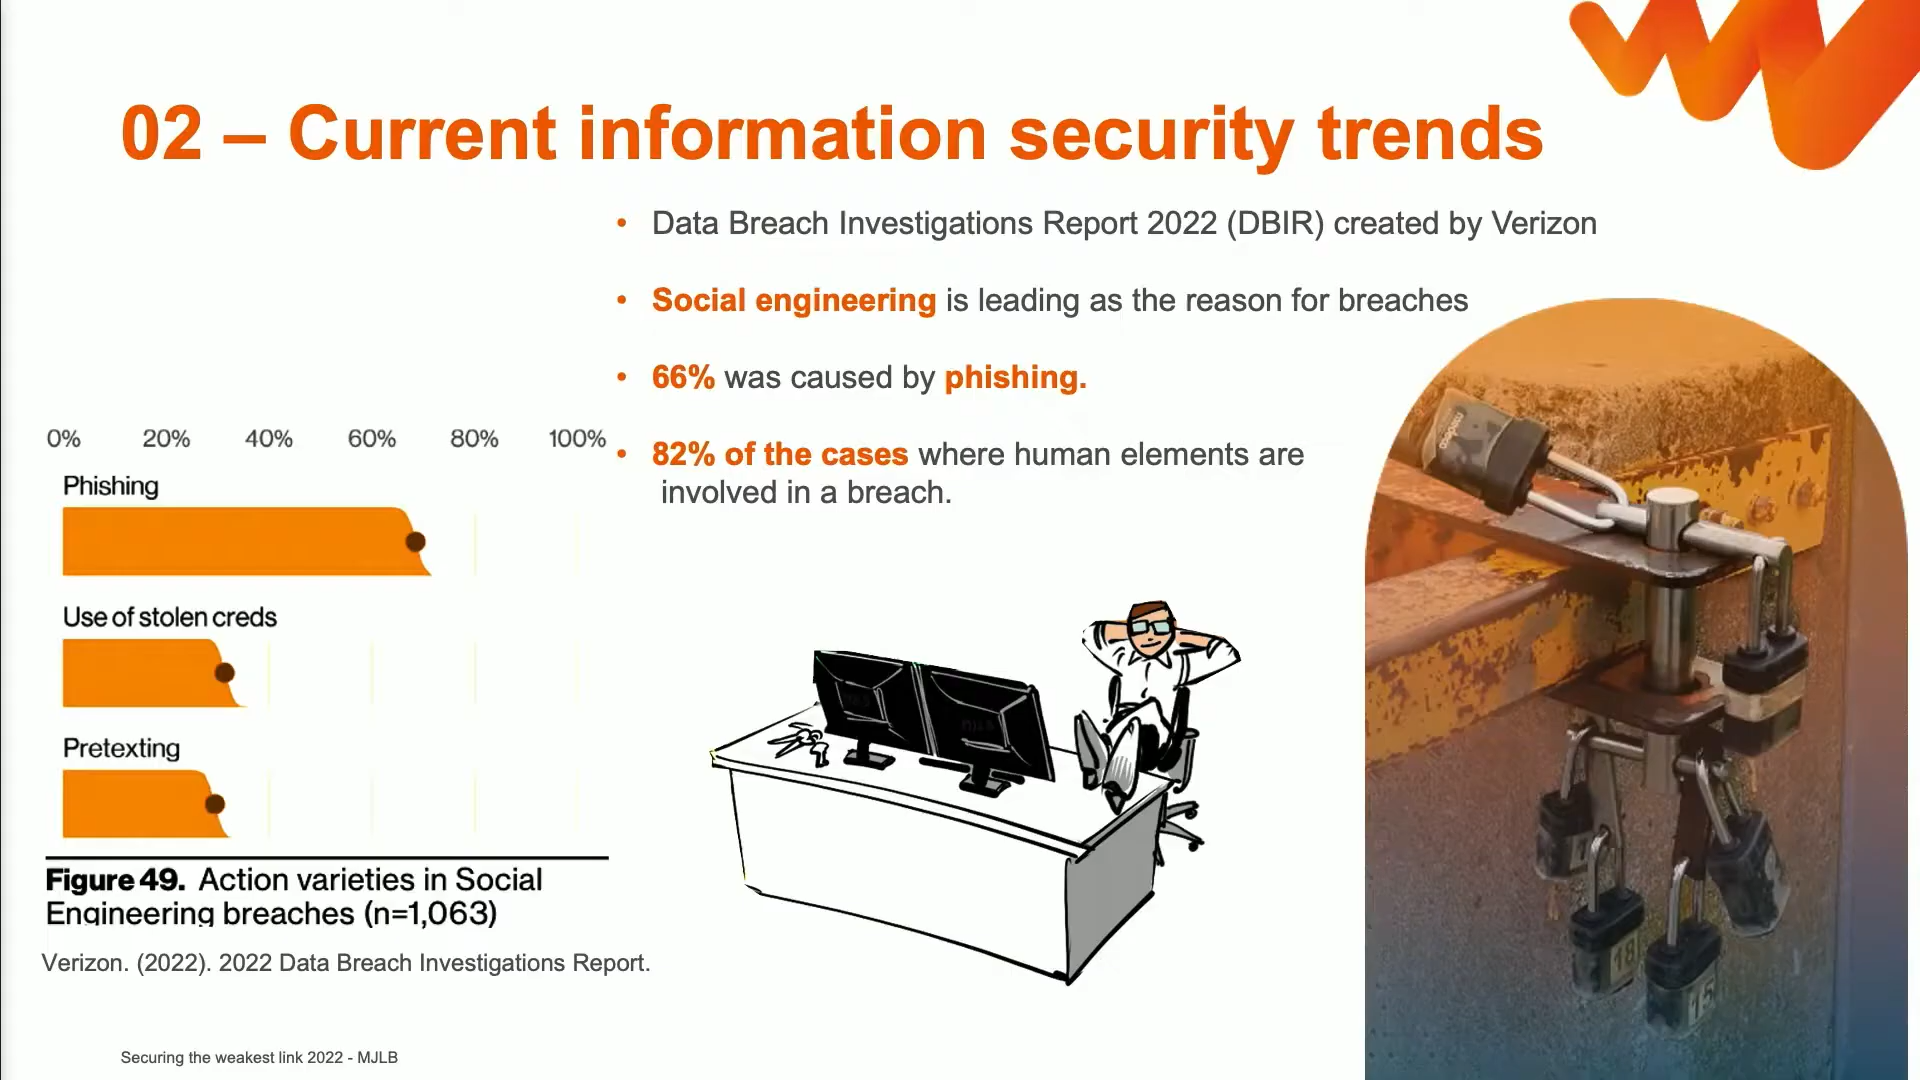 02 – Current information security trends
• Data Breach Investigations Report 2022 (DBIR) created by Verizon
• Social engineering is leading as the reason for breaches
• 66% was caused by phishing.
• 82% of the cases where human elements are
involved in a breach.
0% 20% 40% 60% 80% 100%
Phishing
Use of stolen creds
Pretexting
Figure 49. Action varieties in Social
Engineering breaches (n=1,063)
Verizon. (2022). 2022 Data Breach Investigations Report.
18
15
Securing the weakest link 2022 - MJLB